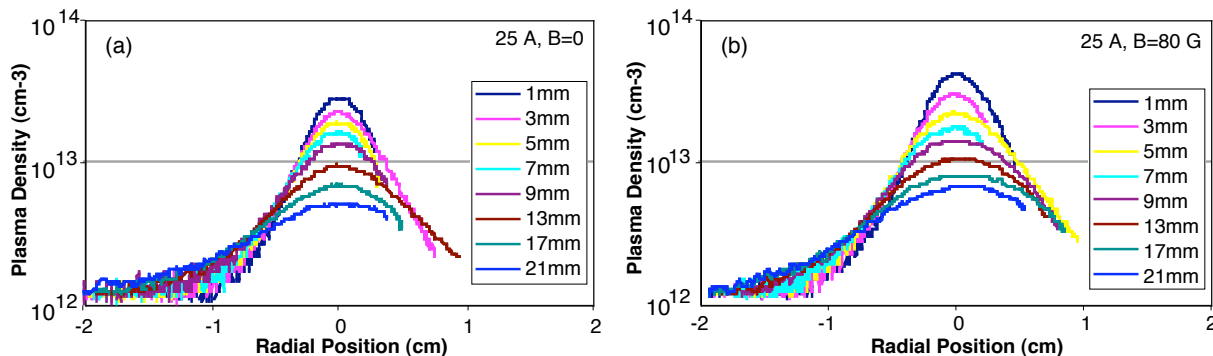 10^14
(a)
25 A, B=0
1mm
3mm
5mm
7mm
9mm
13mm
17mm
21mm
10^13
10^12
Plasma Density (cm-3)
-2
-1
0
1
2
Radial Position (cm)
10^14
(b)
25 A, B=80 G
1mm
3mm
5mm
7mm
9mm
13mm
17mm
21mm
10^13
10^12
Plasma Density (cm-3)
-2
-1
0
1
2
Radial Position (cm)